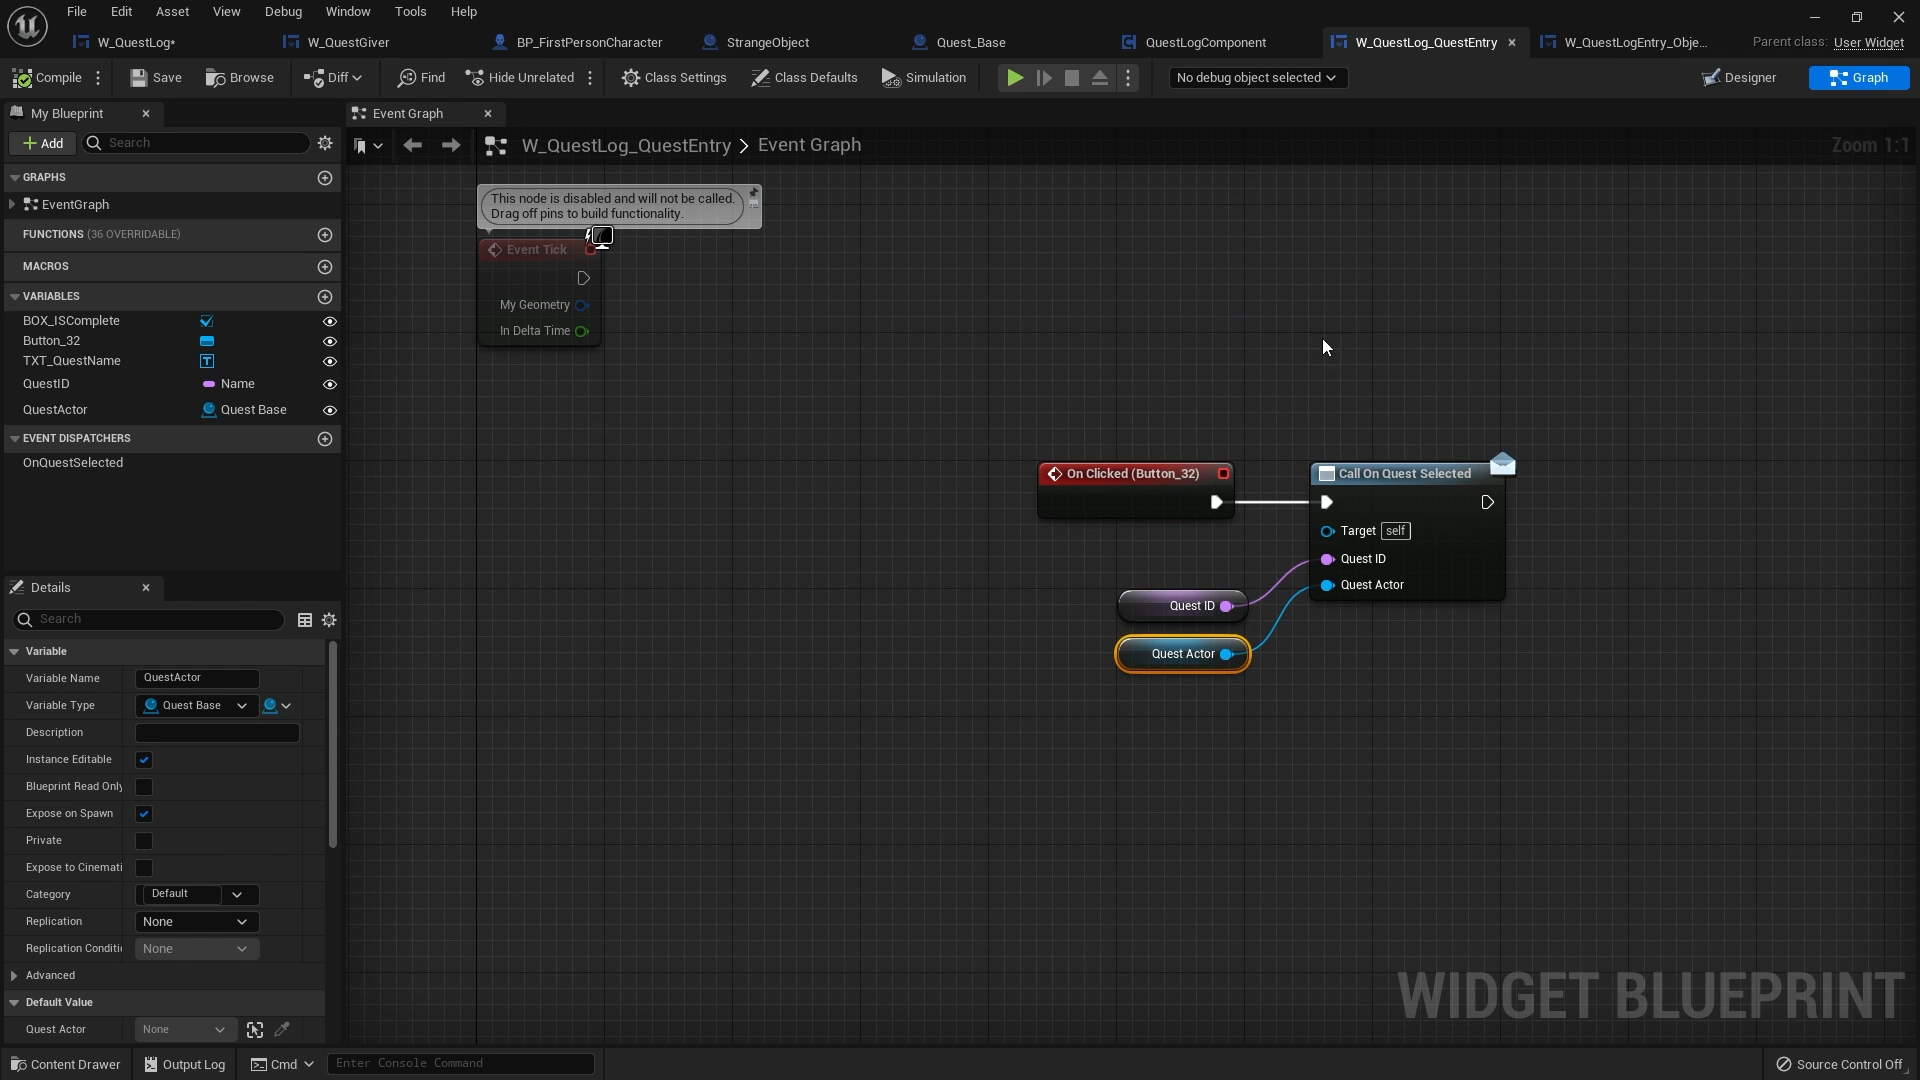 File Edit Asset View Debug Window Tools Help
W_QuestLog* W_QuestGiver BP_FirstPersonCharacter StrangeObject Quest_Base QuestLogComponent W_QuestLog_QuestEntry W_QuestLogEntry_Obje... Parent class: User Widget
Compile Save Browse Diff Find Hide Unrelated Class Settings Class Defaults Simulation No debug object selected Designer Graph
My Blueprint Event Graph
Add Search W_QuestLog_QuestEntry > Event Graph Zoom 1:1
GRAPHS
EventGraph
FUNCTIONS (36 OVERRIDABLE)
MACROS
VARIABLES
BOX_ISComplete
Button_32
TXT_QuestName
QuestID Name
QuestActor Quest Base
EVENT DISPATCHERS
OnQuestSelected
This node is disabled and will not be called.
Drag off pins to build functionality.
Event Tick
My Geometry
In Delta Time
On Clicked (Button_32)
Call On Quest Selected
Target self
Quest ID
Quest Actor
Quest ID
Quest Actor
Details
Search
Variable
Variable Name QuestActor
Variable Type Quest Base
Description
Instance Editable
Blueprint Read Only
Expose on Spawn
Private
Expose to Cinemati
Category Default
Replication None
Replication Conditi None
Advanced
Default Value
Quest Actor None
WIDGET BLUEPRINT
Content Drawer Output Log Cmd Enter Console Command Source Control Off